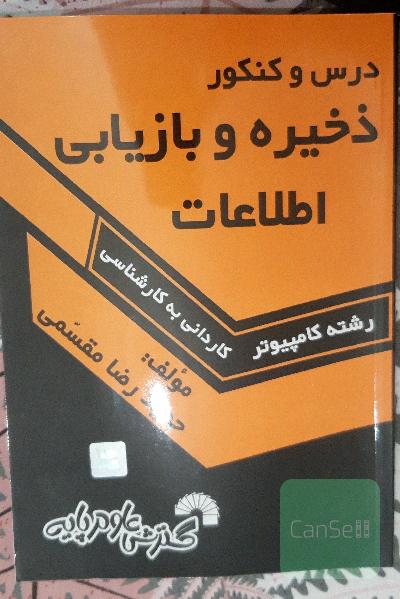 درس و کنکور
ذخیره و بازیابی
اطلاعات
رشته کامپیوتر کاردانی به کارشناسی
مؤلف:
حمید رضا مقسمی
گسترش علوم پایه
CanSell